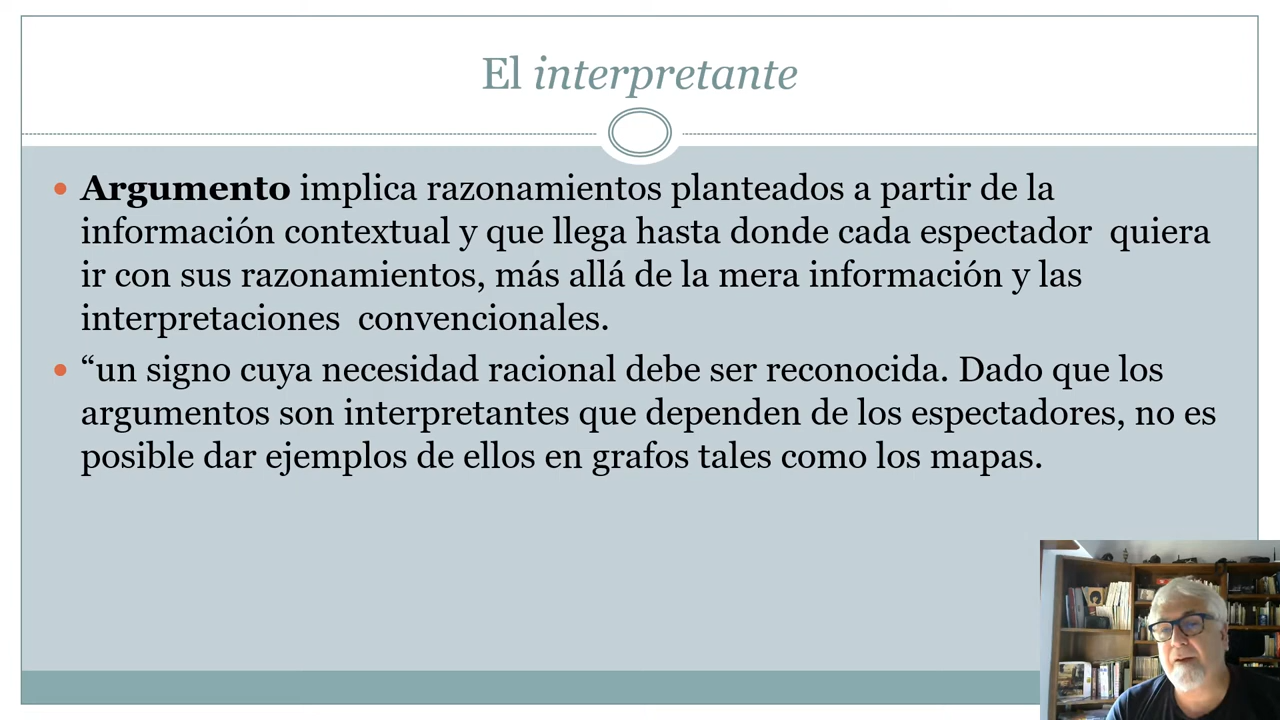 El interpretante
• Argumento implica razonamientos planteados a partir de la
información contextual y que llega hasta donde cada espectador quiera
ir con sus razonamientos, más allá de la mera información y las
interpretaciones convencionales.
• “un signo cuya necesidad racional debe ser reconocida. Dado que los
argumentos son interpretantes que dependen de los espectadores, no es
posible dar ejemplos de ellos en grafos tales como los mapas.